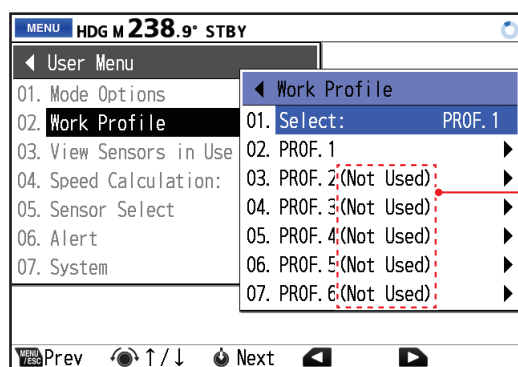 MENU HDG M 238.9° STBY
◀ User Menu
01. Mode Options
02. Work Profile
03. View Sensors in Use
04. Speed Calculation:
05. Sensor Select
06. Alert
07. System
◀ Work Profile
01. Select: PROF. 1
02. PROF. 1 ▶
03. PROF. 2(Not Used) ▶
04. PROF. 3(Not Used) ▶
05. PROF. 4(Not Used) ▶
06. PROF. 5(Not Used) ▶
07. PROF. 6(Not Used) ▶
MENU/ESC Prev ↑/↓ Next ◀ ▶